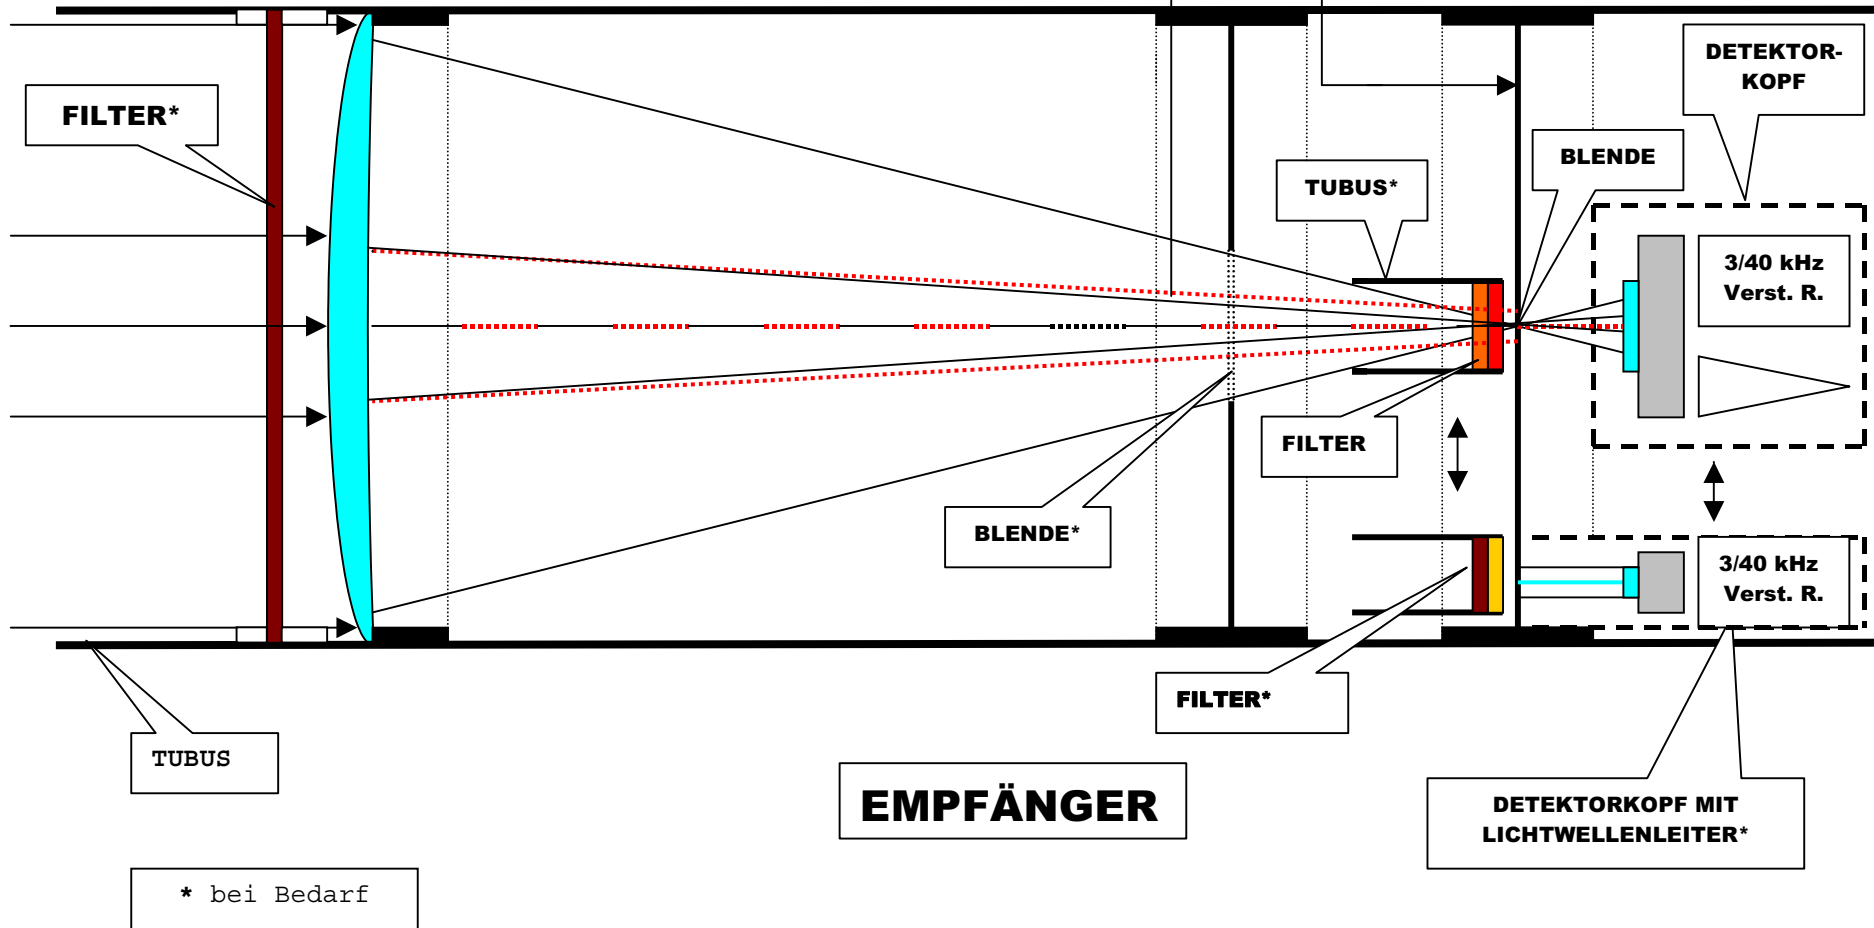 FILTER*
DETEKTOR-
KOPF
BLENDE
TUBUS*
3/40 kHz
Verst. R.
FILTER
BLENDE*
3/40 kHz
Verst. R.
FILTER*
TUBUS
EMPFÄNGER
DETEKTORKOPF MIT
LICHTWELLENLEITER*
* bei Bedarf